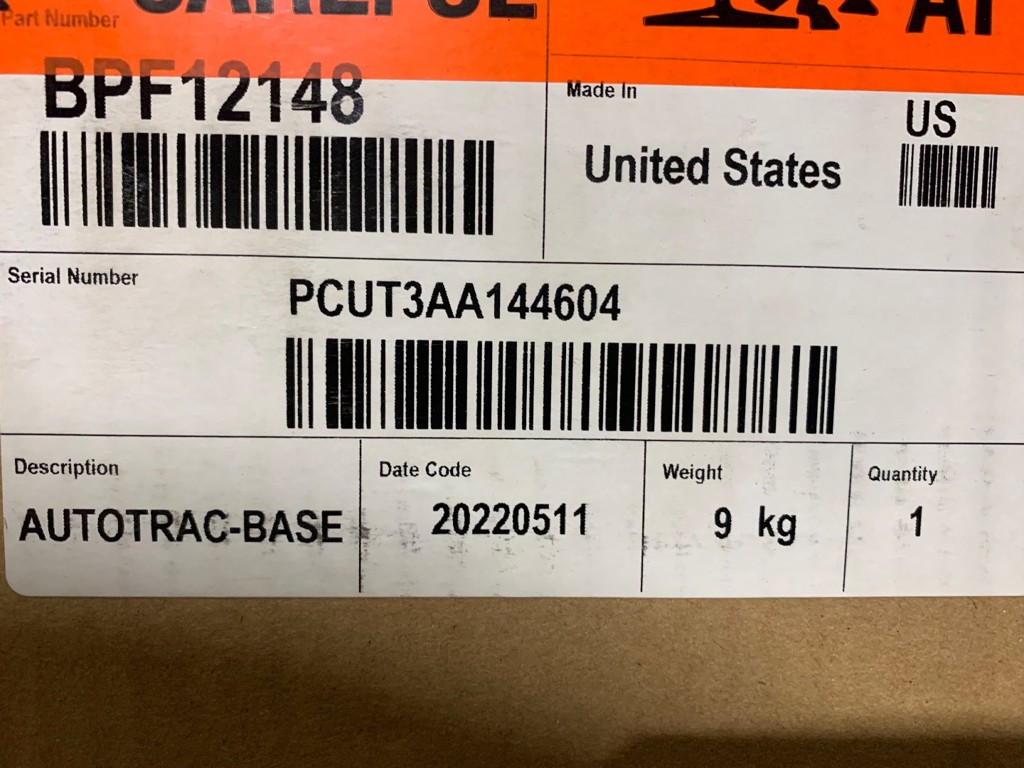 CAREFUL
Part Number
BPF12148
Made In
US
United States
Serial Number
PCUT3AA144604
Description
AUTOTRAC-BASE
Date Code
20220511
Weight
9 kg
Quantity
1